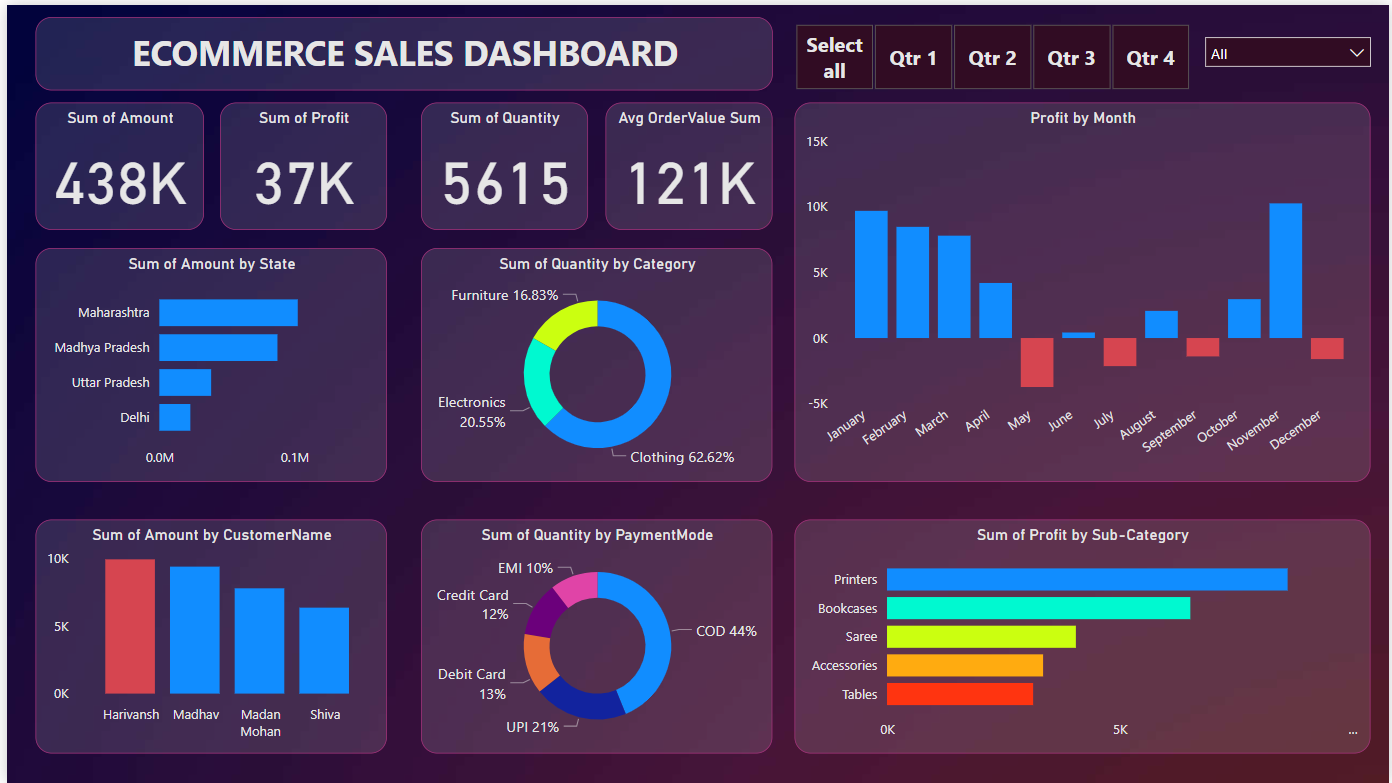 ECOMMERCE SALES DASHBOARD
Select
all
Qtr 1
Qtr 2
Qtr 3
Qtr 4
All
Sum of Amount
438K
Sum of Profit
37K
Sum of Quantity
5615
Avg OrderValue Sum
121K
Profit by Month
15K
10K
5K
0K
-5K
January
February
March
April
May
June
July
August
September
October
November
December
Sum of Amount by State
Maharashtra
Madhya Pradesh
Uttar Pradesh
Delhi
0.0M
0.1M
Sum of Quantity by Category
Furniture 16.83%
Electronics
20.55%
Clothing 62.62%
Sum of Amount by CustomerName
10K
5K
0K
Harivansh
Madhav
Madan
Mohan
Shiva
Sum of Quantity by PaymentMode
EMI 10%
Credit Card
12%
COD 44%
Debit Card
13%
UPI 21%
Sum of Profit by Sub-Category
Printers
Bookcases
Saree
Accessories
Tables
0K
5K
...